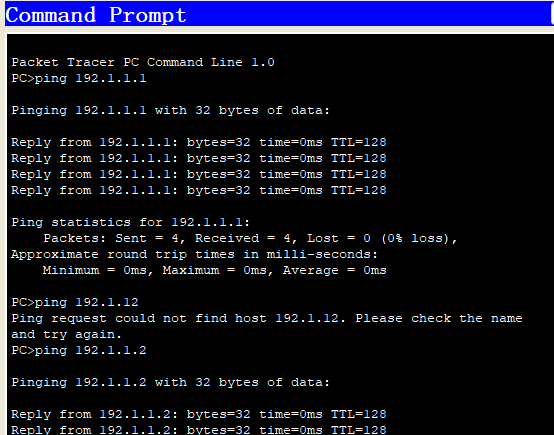 Command Prompt
Packet Tracer PC Command Line 1.0
PC>ping 192.1.1.1
Pinging 192.1.1.1 with 32 bytes of data:
Reply from 192.1.1.1: bytes=32 time=0ms TTL=128
Reply from 192.1.1.1: bytes=32 time=0ms TTL=128
Reply from 192.1.1.1: bytes=32 time=0ms TTL=128
Reply from 192.1.1.1: bytes=32 time=0ms TTL=128
Ping statistics for 192.1.1.1:
Packets: Sent = 4, Received = 4, Lost = 0 (0% loss),
Approximate round trip times in milli-seconds:
Minimum = 0ms, Maximum = 0ms, Average = 0ms
PC>ping 192.1.12
Ping request could not find host 192.1.12. Please check the name
and try again.
PC>ping 192.1.1.2
Pinging 192.1.1.2 with 32 bytes of data:
Reply from 192.1.1.2: bytes=32 time=0ms TTL=128
Reply from 192.1.1.2: bytes=32 time=0ms TTL=128